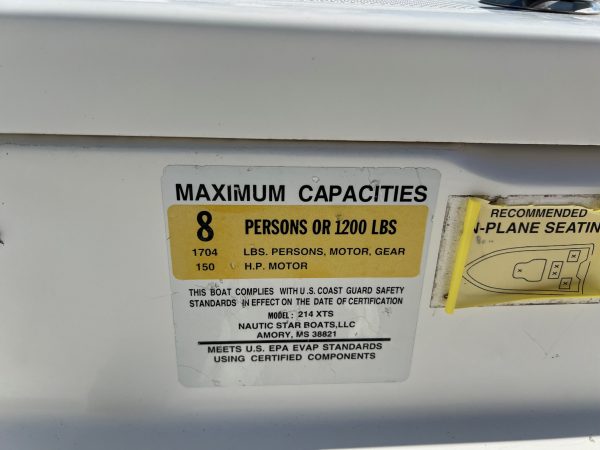 MAXIMUM CAPACITIES
8 PERSONS OR 1200 LBS
1704 LBS. PERSONS, MOTOR, GEAR
150 H.P. MOTOR
THIS BOAT COMPLIES WITH U.S. COAST GUARD SAFETY
STANDARDS IN EFFECT ON THE DATE OF CERTIFICATION
MODEL: 214 XTS
NAUTIC STAR BOATS,LLC
AMORY, MS 38821
MEETS U.S. EPA EVAP STANDARDS
USING CERTIFIED COMPONENTS
RECOMMENDED
N-PLANE SEATIN